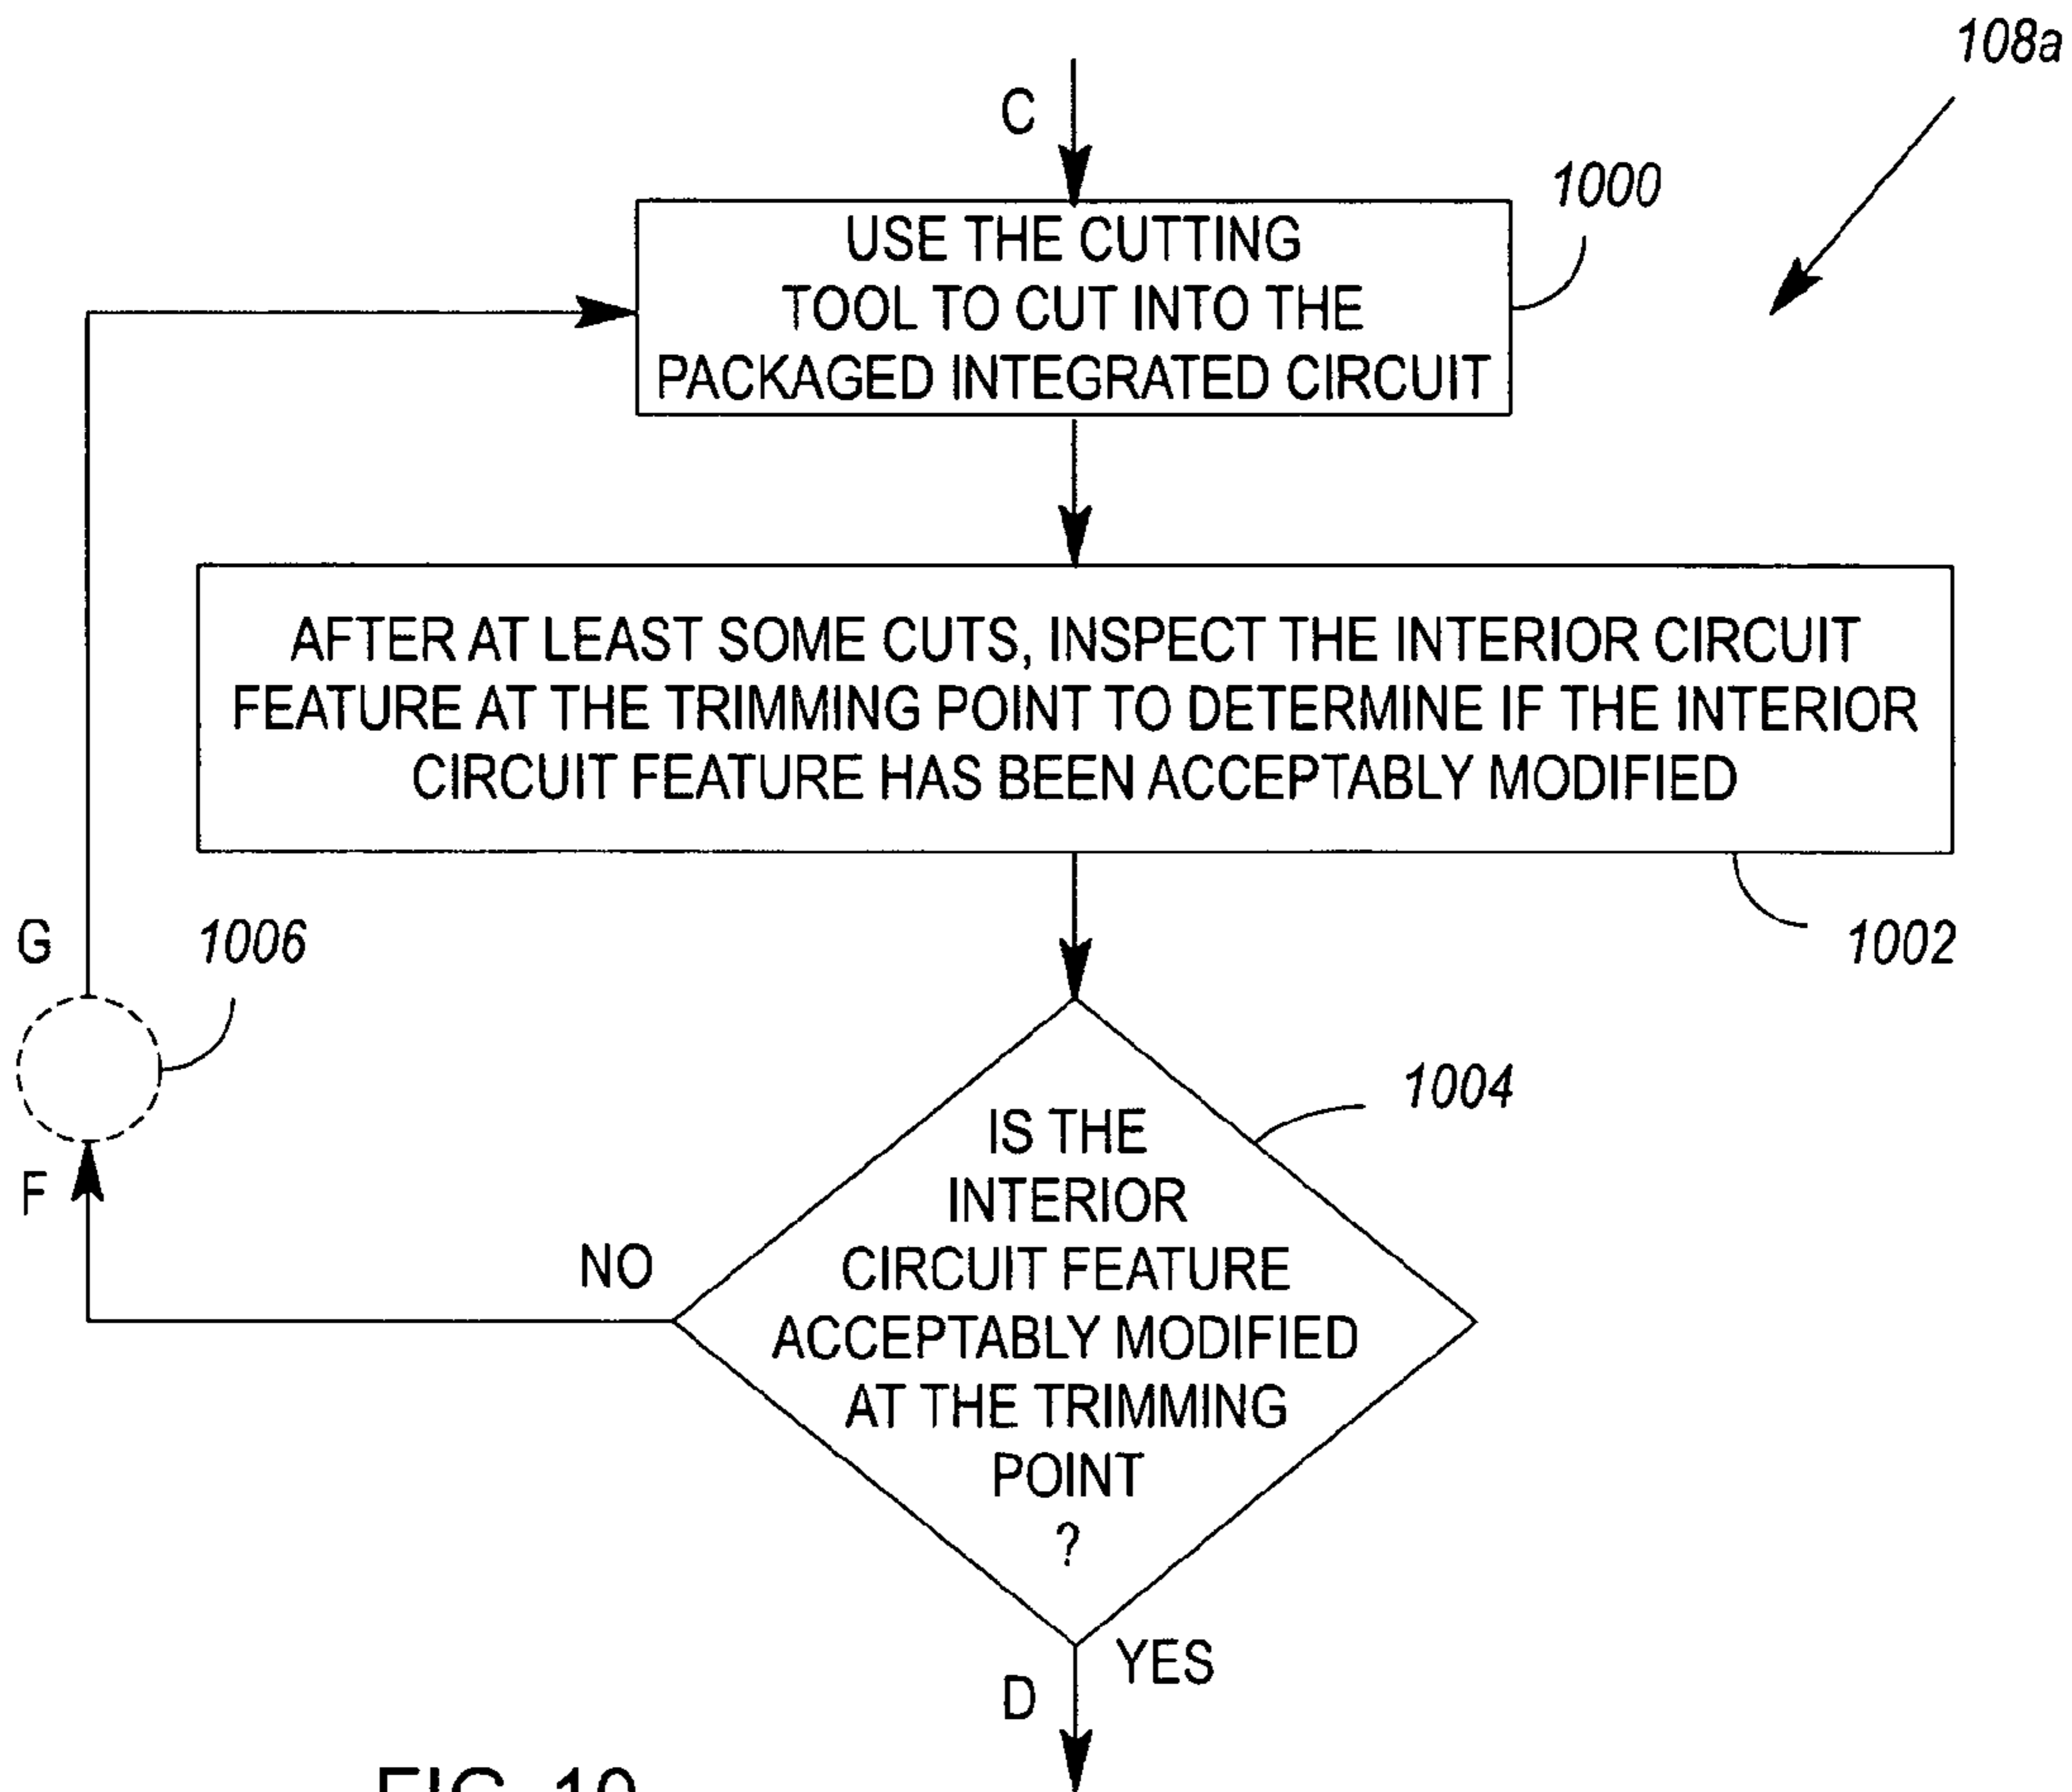 108a
C
1000
USE THE CUTTING
TOOL TO CUT INTO THE
PACKAGED INTEGRATED CIRCUIT
AFTER AT LEAST SOME CUTS, INSPECT THE INTERIOR CIRCUIT
FEATURE AT THE TRIMMING POINT TO DETERMINE IF THE INTERIOR
CIRCUIT FEATURE HAS BEEN ACCEPTABLY MODIFIED
1002
G
1006
1004
F
NO
IS THE
INTERIOR
CIRCUIT FEATURE
ACCEPTABLY MODIFIED
AT THE TRIMMING
POINT
?
YES
D
FIG. 10